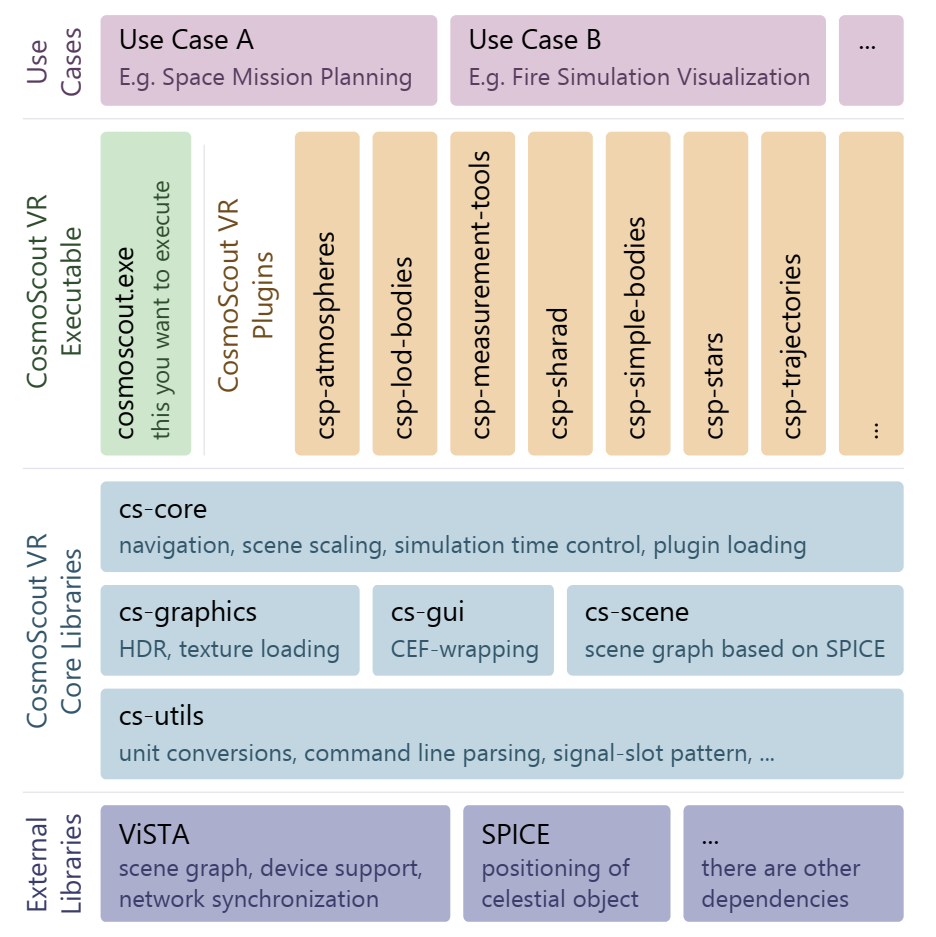 Use
Cases
Use Case A
E.g. Space Mission Planning
Use Case B
E.g. Fire Simulation Visualization
...
CosmoScout VR
Executable
cosmoscout.exe
this you want to execute
CosmoScout VR
Plugins
csp-atmospheres
csp-lod-bodies
csp-measurement-tools
csp-sharad
csp-simple-bodies
csp-stars
csp-trajectories
...
CosmoScout VR
Core Libraries
cs-core
navigation, scene scaling, simulation time control, plugin loading
cs-graphics
HDR, texture loading
cs-gui
CEF-wrapping
cs-scene
scene graph based on SPICE
cs-utils
unit conversions, command line parsing, signal-slot pattern, ...
External
Libraries
ViSTA
scene graph, device support,
network synchronization
SPICE
positioning of
celestial object
...
there are other
dependencies